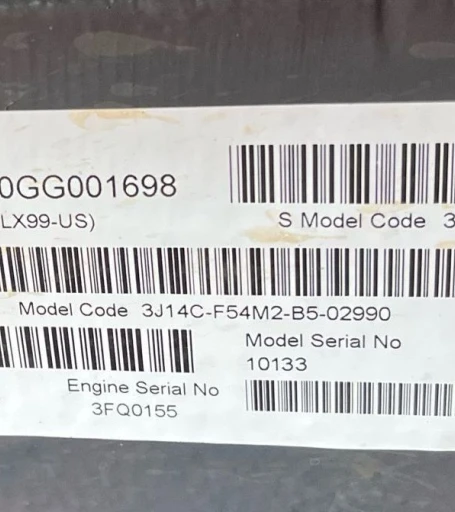 0GG001698
LX99-US)
S Model Code 3
Model Code 3J14C-F54M2-B5-02990
Model Serial No
10133
Engine Serial No
3FQ0155